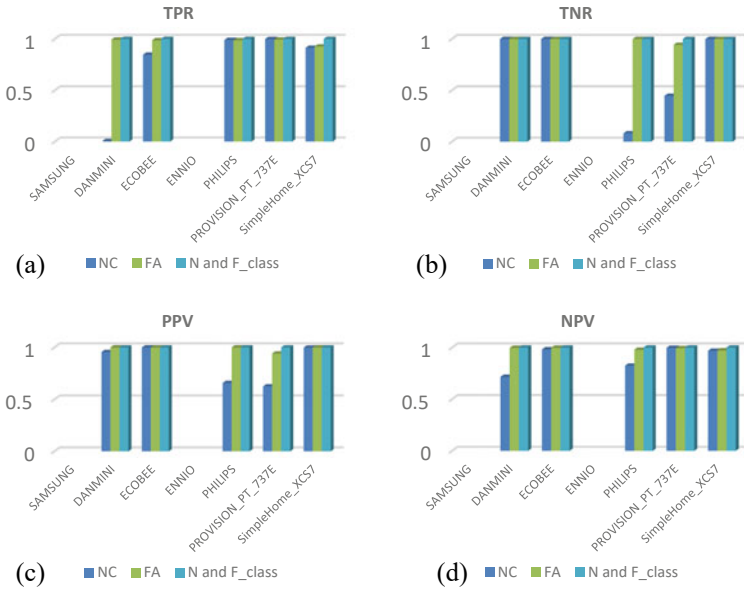 TPR
1
0.5
0
SAMSUNG
DANMINI
ECOBEE
ENNIO
PHILIPS
PROVISION_PT_737E
SimpleHome_XCS7
(a)
NC FA N and F_class
TNR
1
0.5
0
SAMSUNG
DANMINI
ECOBEE
ENNIO
PHILIPS
PROVISION_PT_737E
SimpleHome_XCS7
(b)
NC FA N and F_class
PPV
1
0.5
0
SAMSUNG
DANMINI
ECOBEE
ENNIO
PHILIPS
PROVISION_PT_737E
SimpleHome_XCS7
(c)
NC FA N and F_class
NPV
1
0.5
0
SAMSUNG
DANMINI
ECOBEE
ENNIO
PHILIPS
PROVISION_PT_737E
SimpleHome_XCS7
(d)
NC FA N and F_class